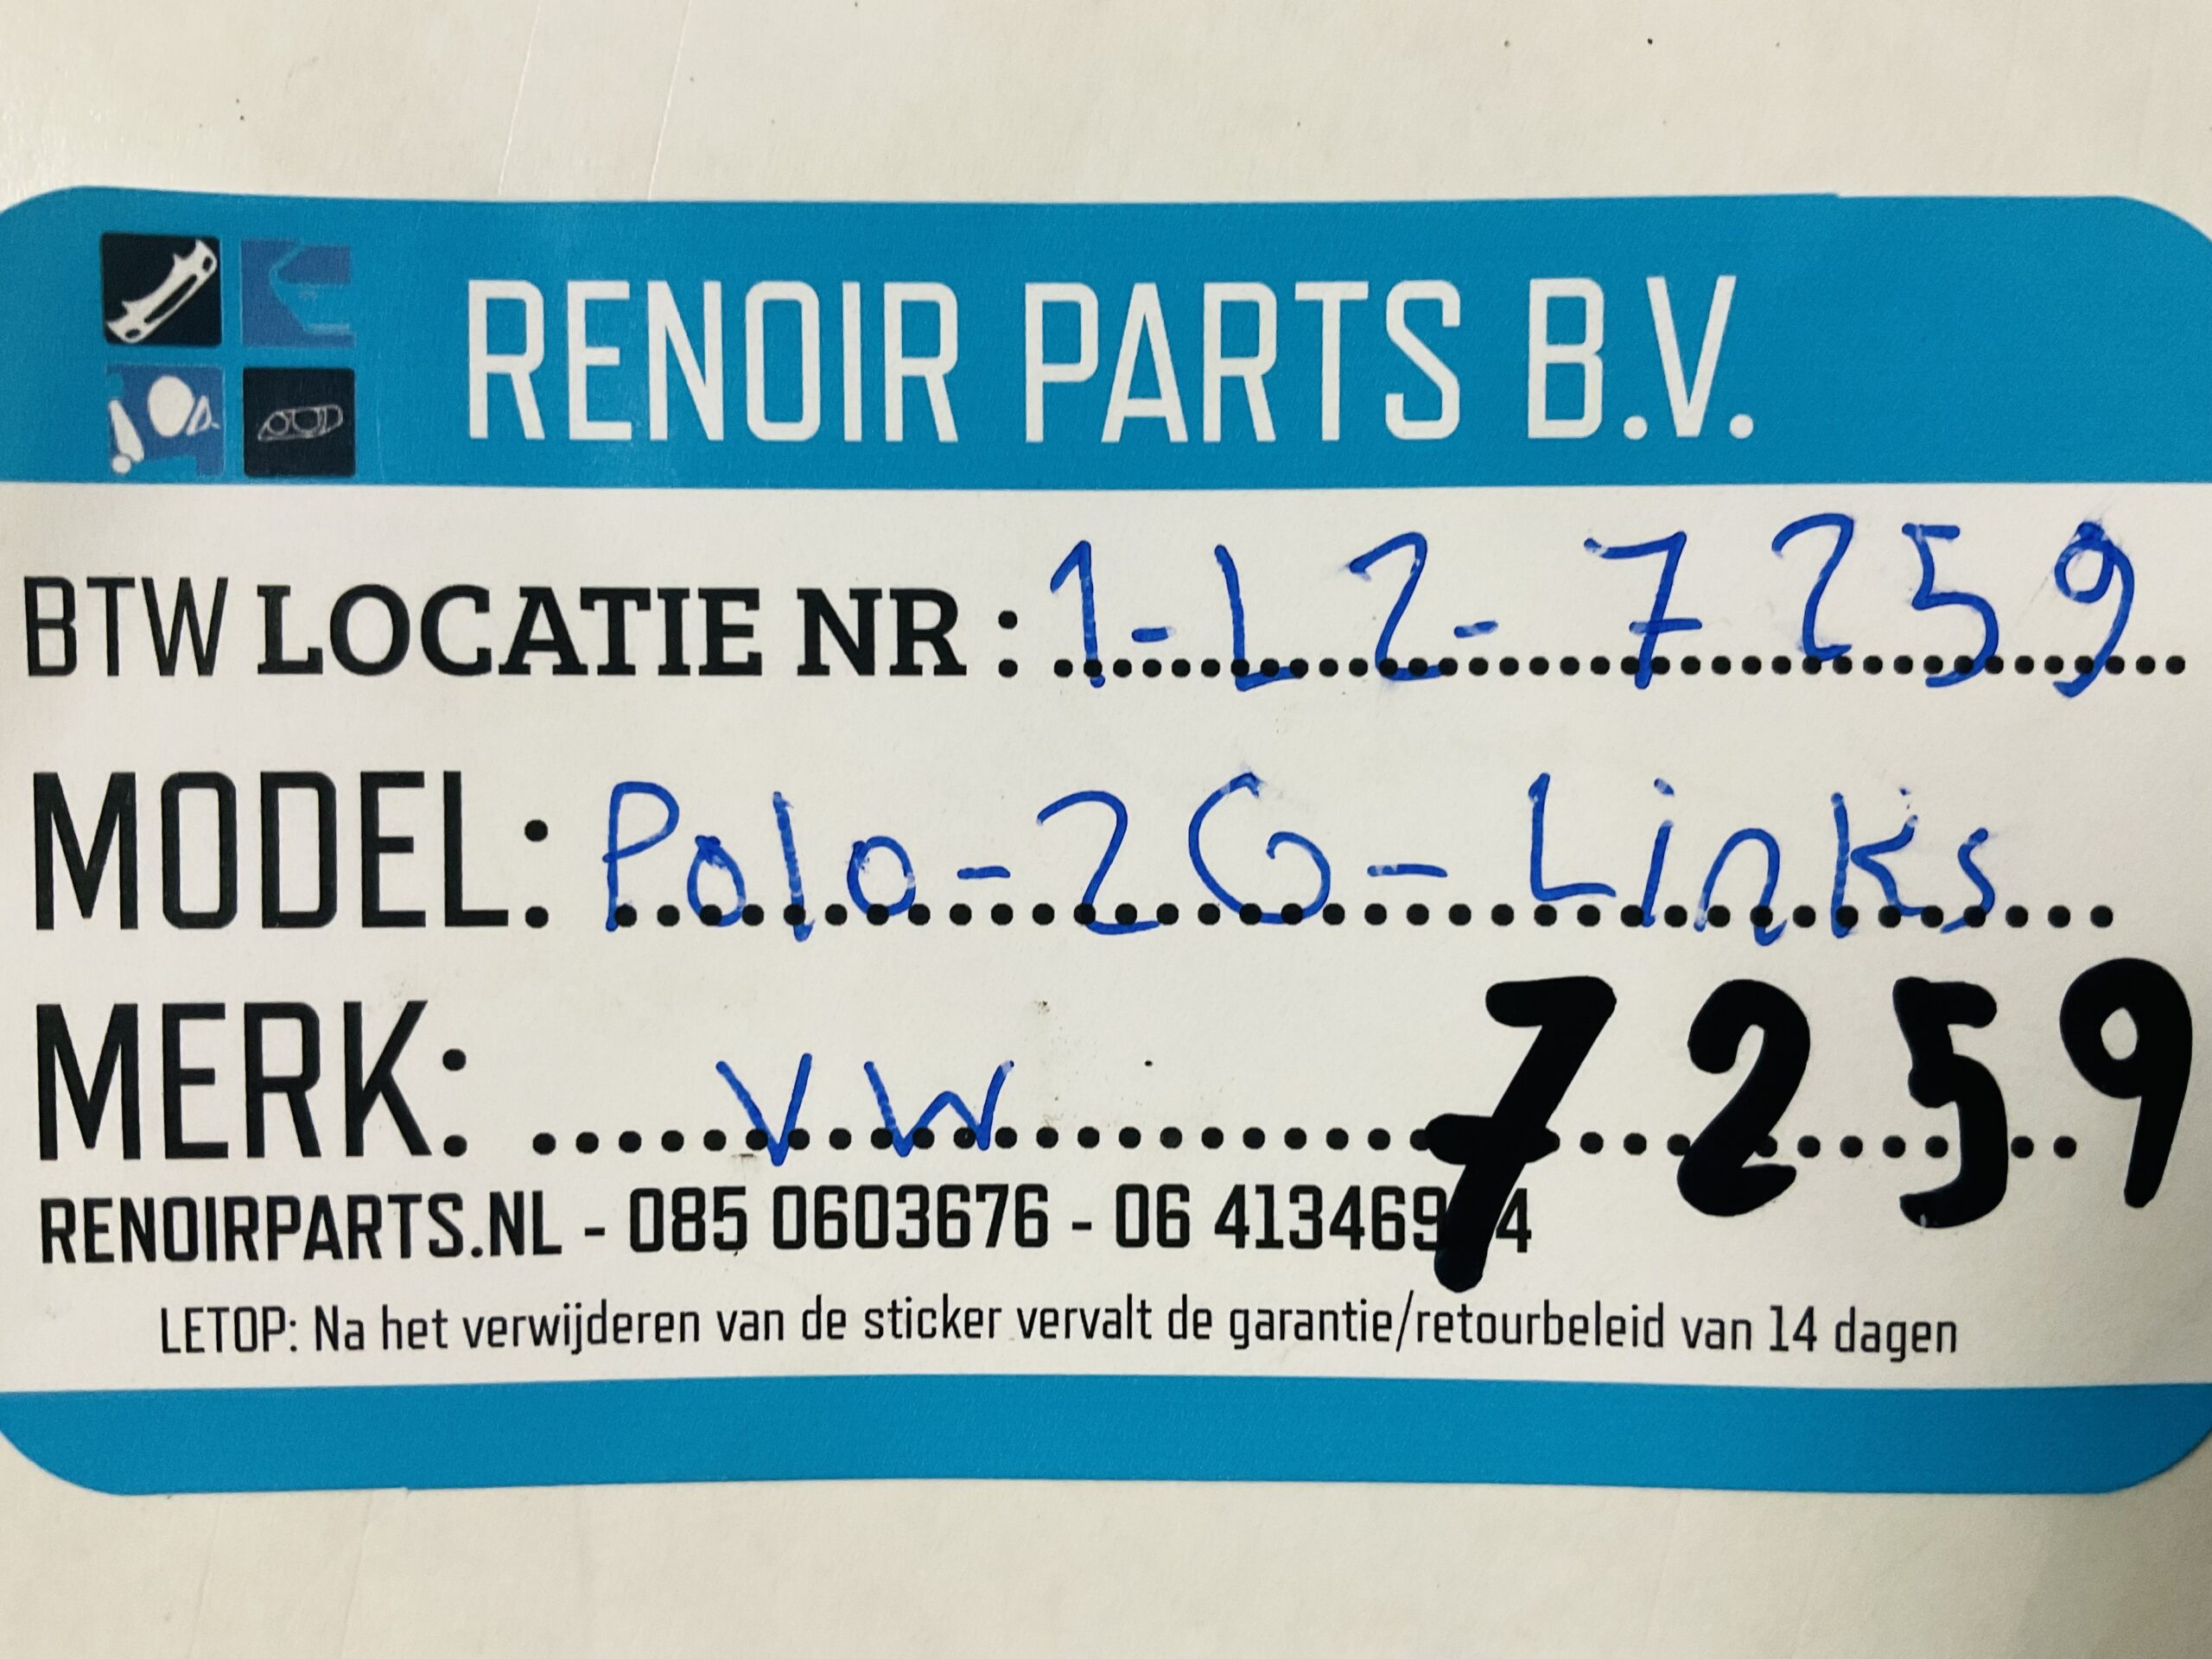 RENOIR PARTS B.V.
BTW LOCATIE NR : 1-L2-7259
MODEL: Polo-2G-Links
MERK: VW 7259
RENOIRPARTS.NL - 085 0603676 - 06
LETOP: Na het verwijderen van de sticker vervalt de garantie/retourbeleid van 14 dagen